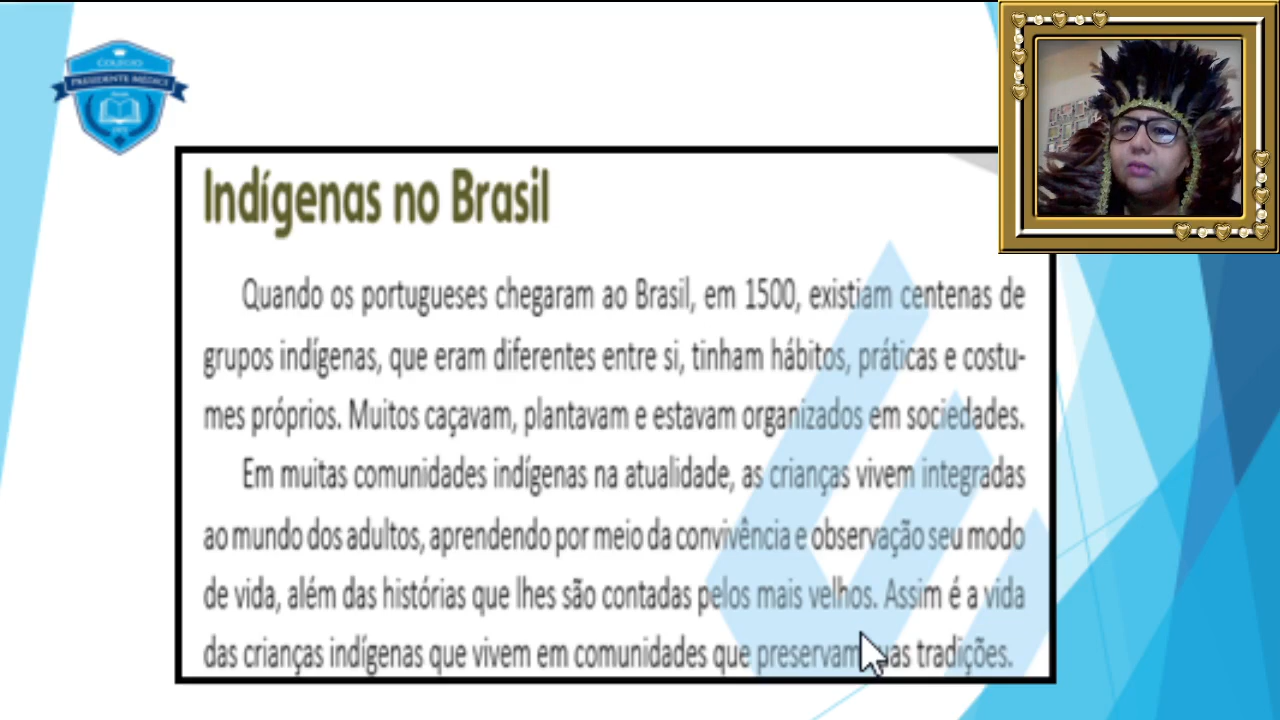 COLÉGIO
PRESIDENTE MÉDICI
Indígenas no Brasil
Quando os portugueses chegaram ao Brasil, em 1500, existiam centenas de
grupos indígenas, que eram diferentes entre si, tinham hábitos, práticas e costu-
mes próprios. Muitos caçavam, plantavam e estavam organizados em sociedades.
Em muitas comunidades indígenas na atualidade, as crianças vivem integradas
ao mundo dos adultos, aprendendo por meio da convivência e observação seu modo
de vida, além das histórias que lhes são contadas pelos mais velhos. Assim é a vida
das crianças indígenas que vivem em comunidades que preservam suas tradições.